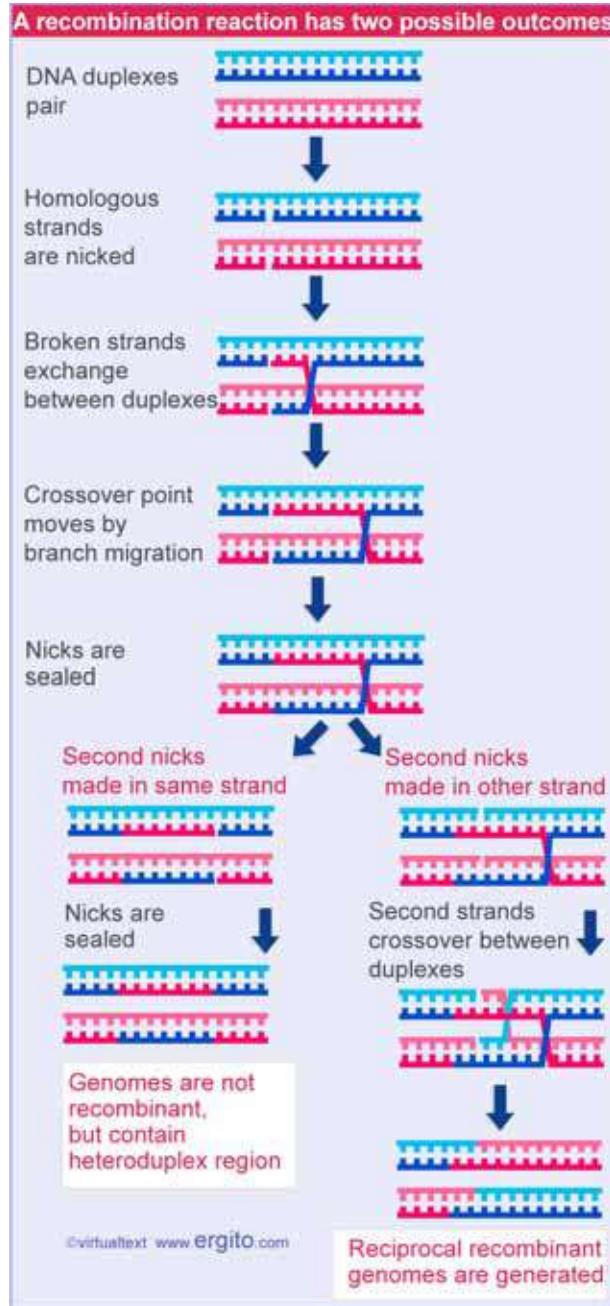 A recombination reaction has two possible outcomes
DNA duplexes
pair
Homologous
strands
are nicked
Broken strands
exchange
between duplexes
Crossover point
moves by
branch migration
Nicks are
sealed
Second nicks
made in same strand
Nicks are
sealed
Genomes are not
recombinant,
but contain
heteroduplex region
Second nicks
made in other strand
Second strands
crossover between
duplexes
Reciprocal recombinant
genomes are generated
©virtualtext www.ergito.com